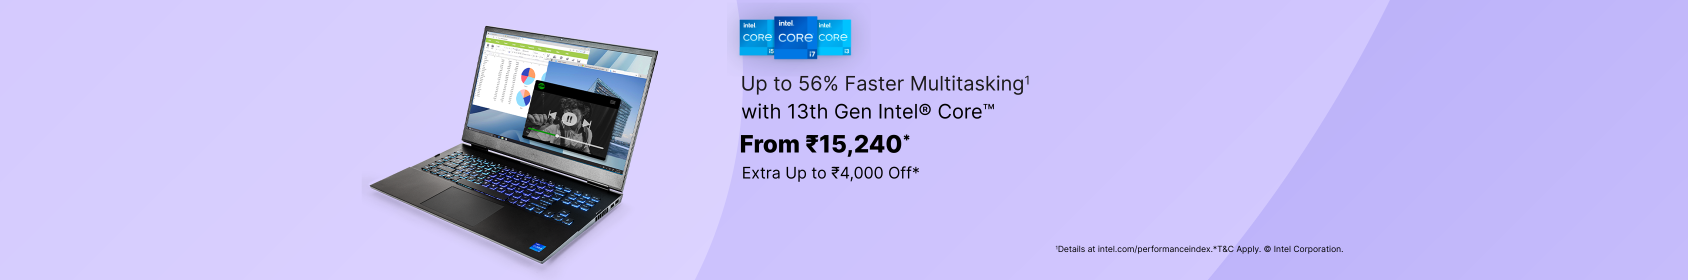 intel. CORE i5
intel. CORE i7
intel. CORE i3
Up to 56% Faster Multitasking¹
with 13th Gen Intel® Core™
From ₹15,240*
Extra Up to ₹4,000 Off*
¹Details at intel.com/performanceindex.*T&C Apply. © Intel Corporation.